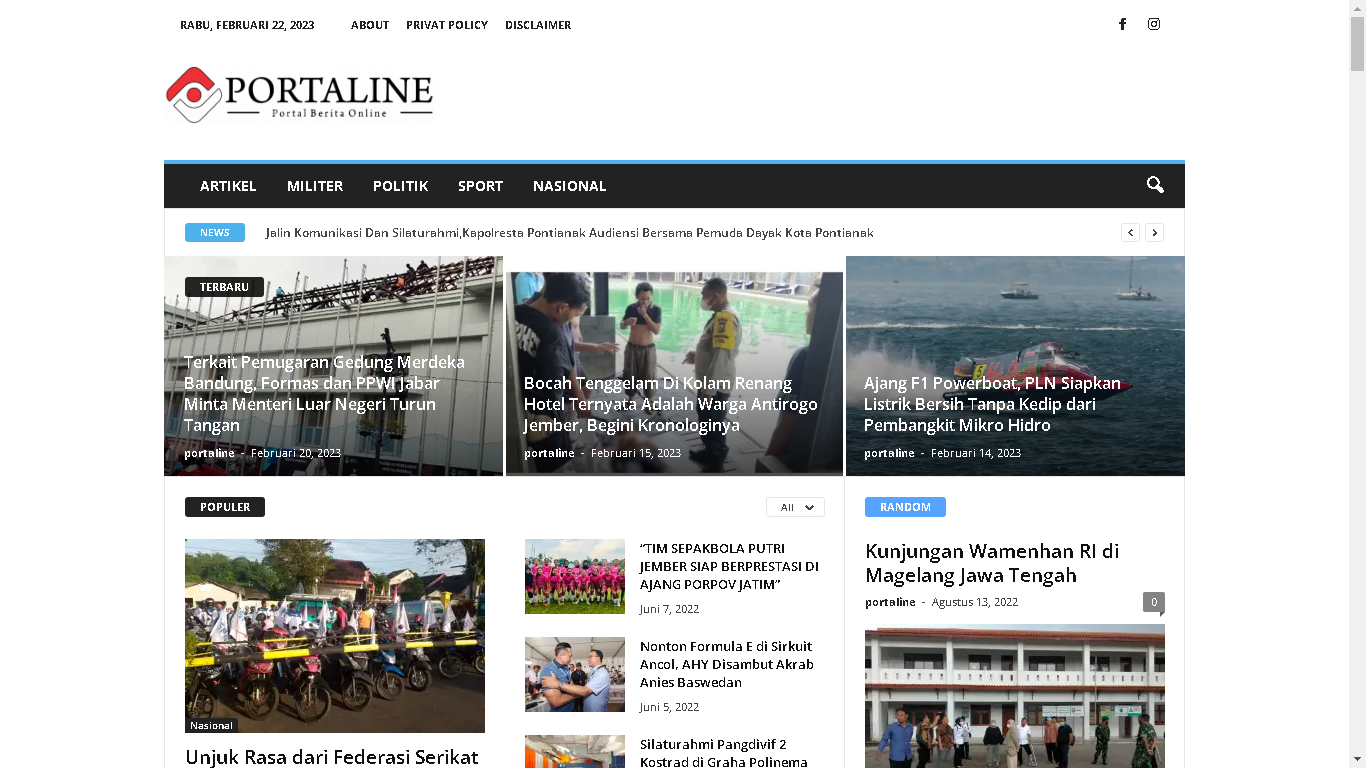 RABU, FEBRUARI 22, 2023
ABOUT
PRIVAT POLICY
DISCLAIMER
PORTALINE
Portal Berita Online
ARTIKEL
MILITER
POLITIK
SPORT
NASIONAL
NEWS
Jalin Komunikasi Dan Silaturahmi,Kapolresta Pontianak Audiensi Bersama Pemuda Dayak Kota Pontianak
TERBARU
Terkait Pemugaran Gedung Merdeka
Bandung, Formas dan PPWI Jabar
Minta Menteri Luar Negeri Turun
Tangan
portaline - Februari 20, 2023
Bocah Tenggelam Di Kolam Renang
Hotel Ternyata Adalah Warga Antirogo
Jember, Begini Kronologinya
portaline - Februari 15, 2023
Ajang F1 Powerboat, PLN Siapkan
Listrik Bersih Tanpa Kedip dari
Pembangkit Mikro Hidro
portaline - Februari 14, 2023
POPULER
All
Nasional
Unjuk Rasa dari Federasi Serikat
“TIM SEPAKBOLA PUTRI
JEMBER SIAP BERPRESTASI DI
AJANG PORPOV JATIM”
Juni 7, 2022
Nonton Formula E di Sirkuit
Ancol, AHY Disambut Akrab
Anies Baswedan
Juni 5, 2022
Silaturahmi Pangdivif 2
Kostrad di Graha Polinema
RANDOM
Kunjungan Wamenhan RI di
Magelang Jawa Tengah
portaline - Agustus 13, 2022
0